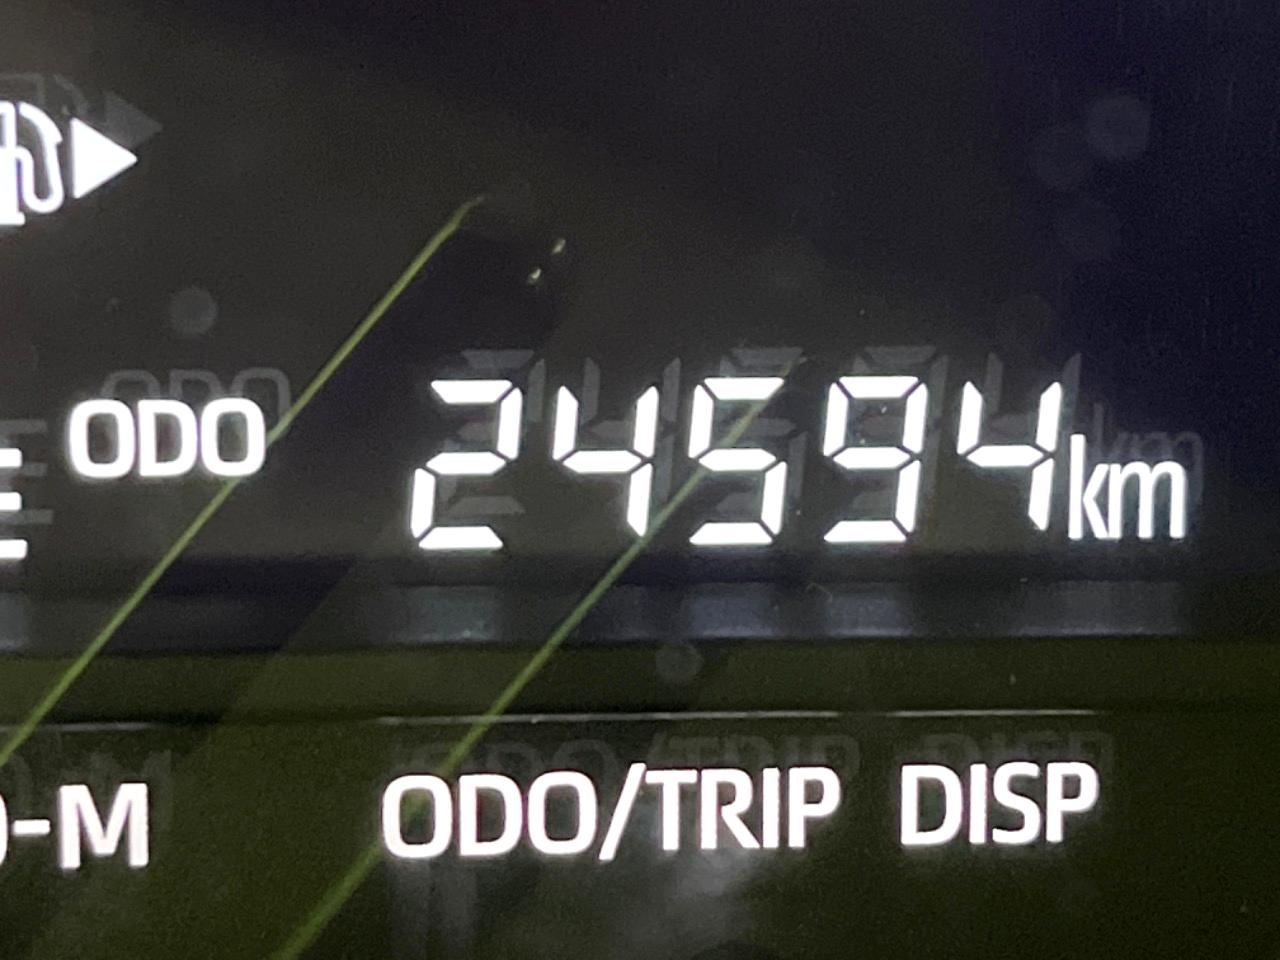 ODO 24594km
-M ODO/TRIP DISP